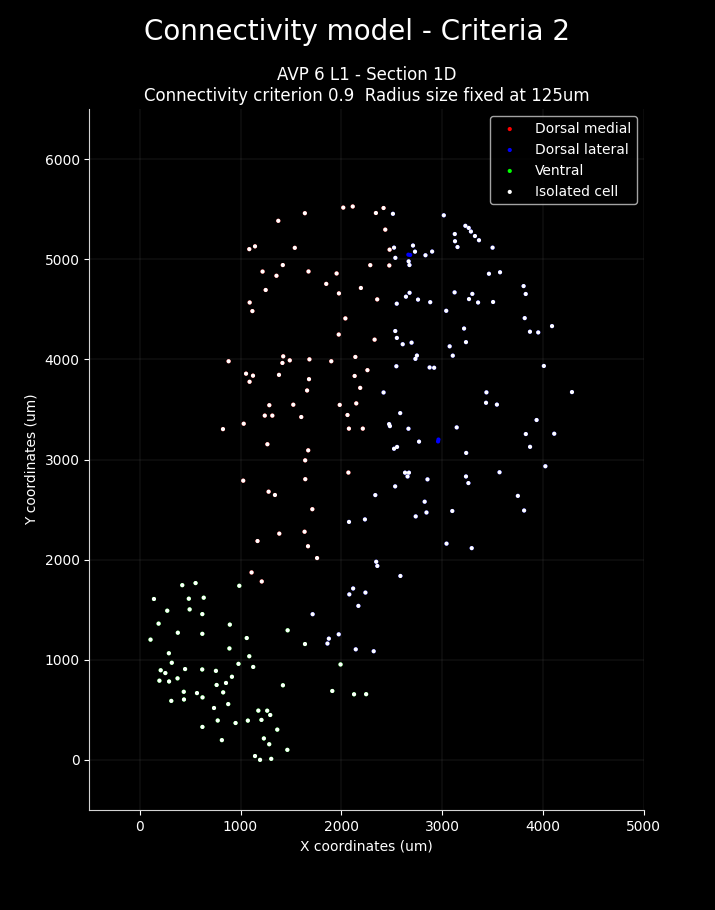 Connectivity model - Criteria 2
AVP 6 L1 - Section 1D
Connectivity criterion 0.9  Radius size fixed at 125um
Dorsal medial
Dorsal lateral
Ventral
Isolated cell
6000
5000
4000
3000
2000
1000
0
Y coordinates (um)
0 1000 2000 3000 4000 5000
X coordinates (um)